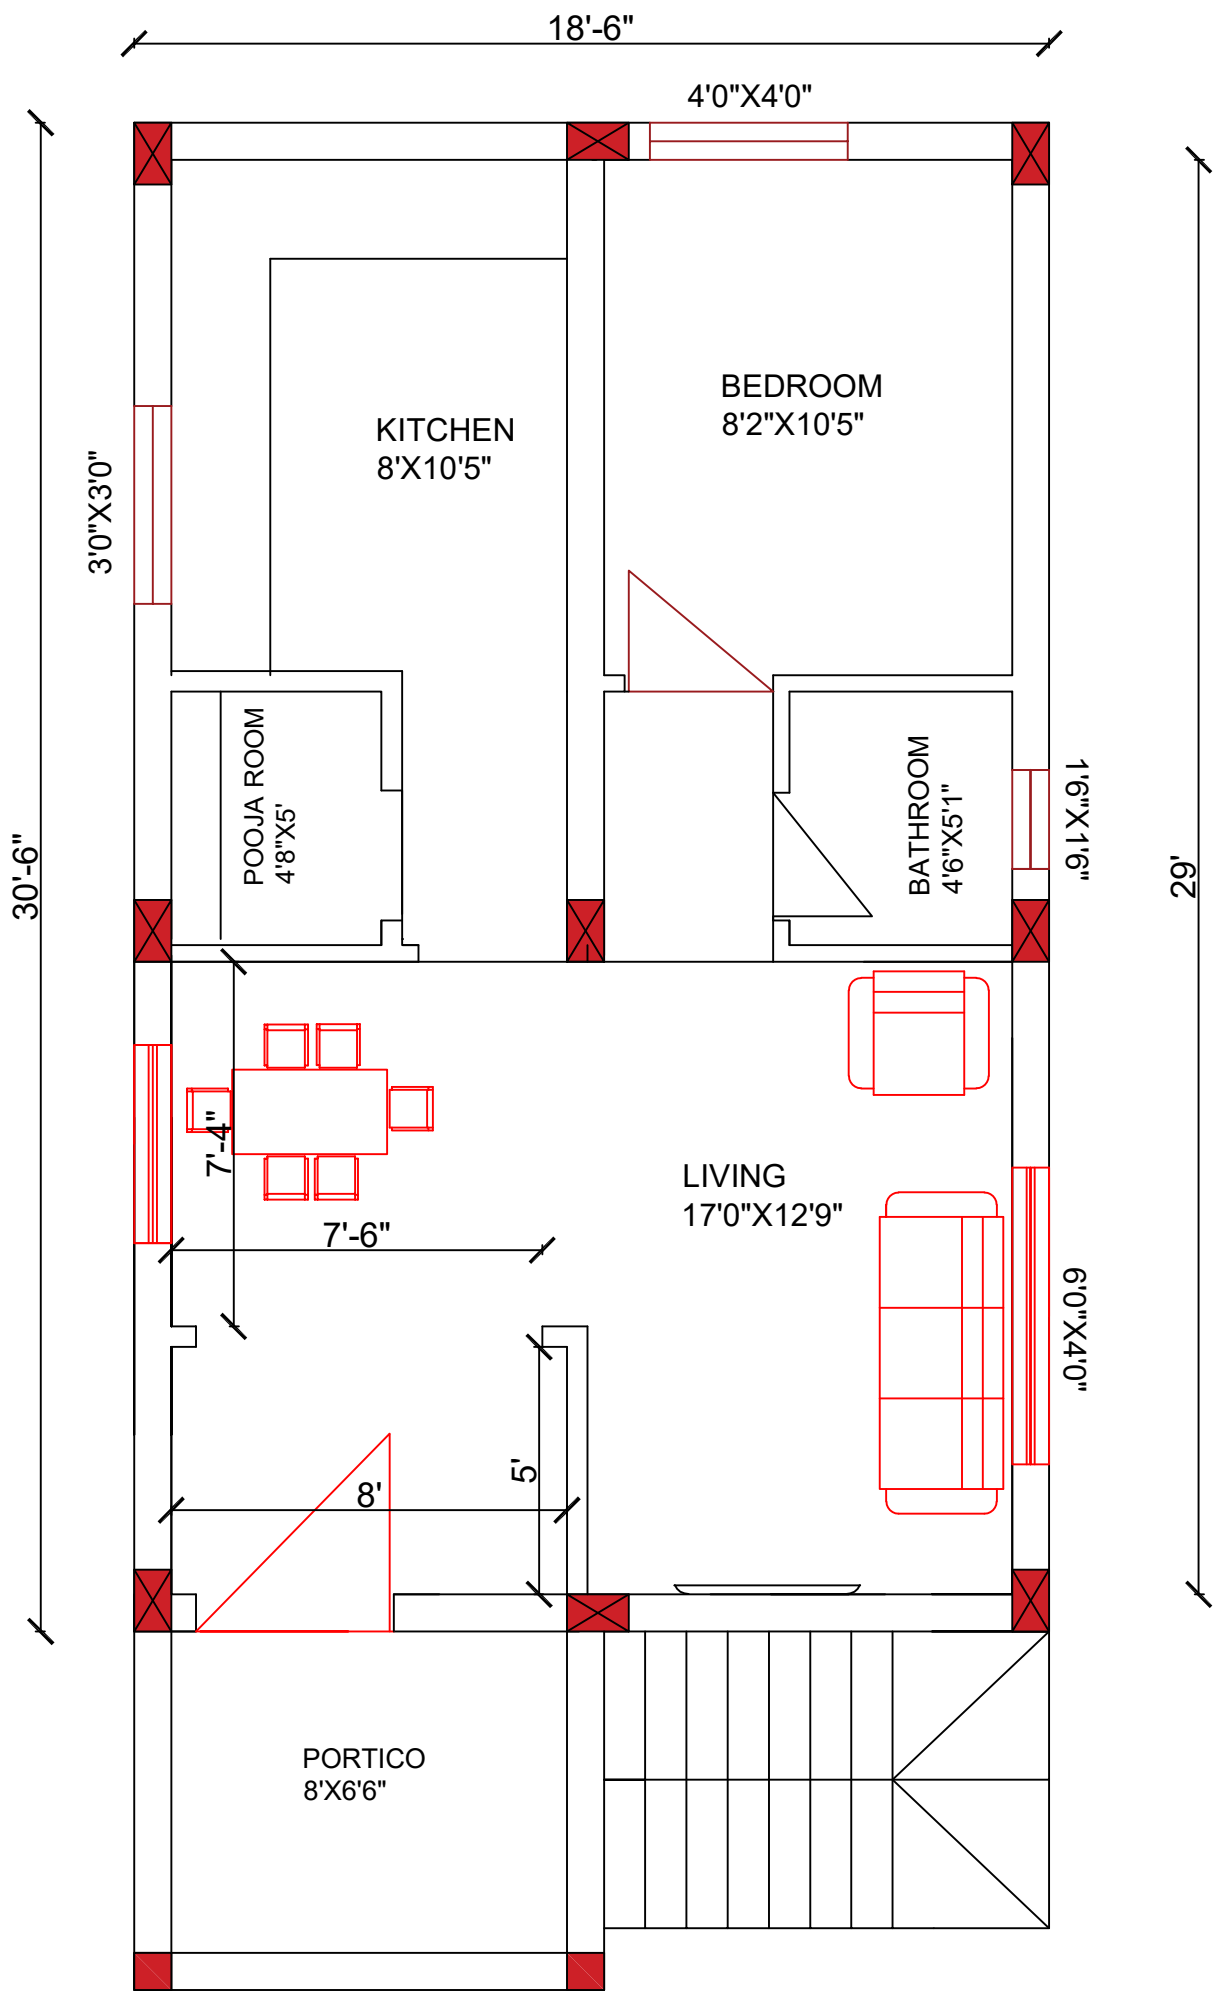 18'-6"
4'0"X4'0"
BEDROOM
8'2"X10'5"
KITCHEN
8'X10'5"
3'0"X3'0"
POOJA ROOM
4'8"X5'
BATHROOM
4'6"X5'1"
1'6"X1'6"
30'-6"
29'
7'-4"
LIVING
17'0"X12'9"
7'-6"
6'0"X4'0"
5'
8'
PORTICO
8'X6'6"